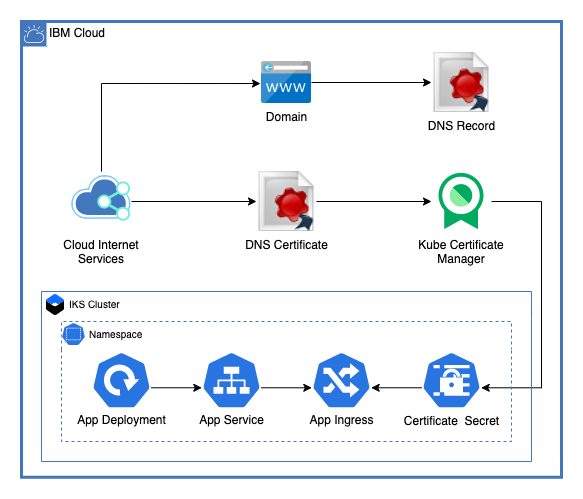 IBM Cloud
www
Domain
DNS Record
Cloud Internet
Services
DNS Certificate
Kube Certificate
Manager
IKS Cluster
Namespace
App Deployment
App Service
App Ingress
Certificate Secret